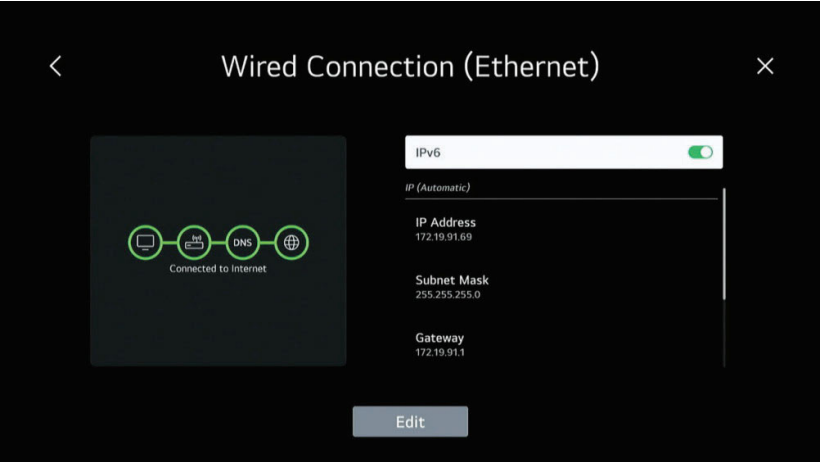 Wired Connection (Ethernet)
IPv6
IP (Automatic)
IP Address
172.19.91.69
DNS
Connected to Internet
Subnet Mask
255.255.255.0
Gateway
172.19.91.1
Edit